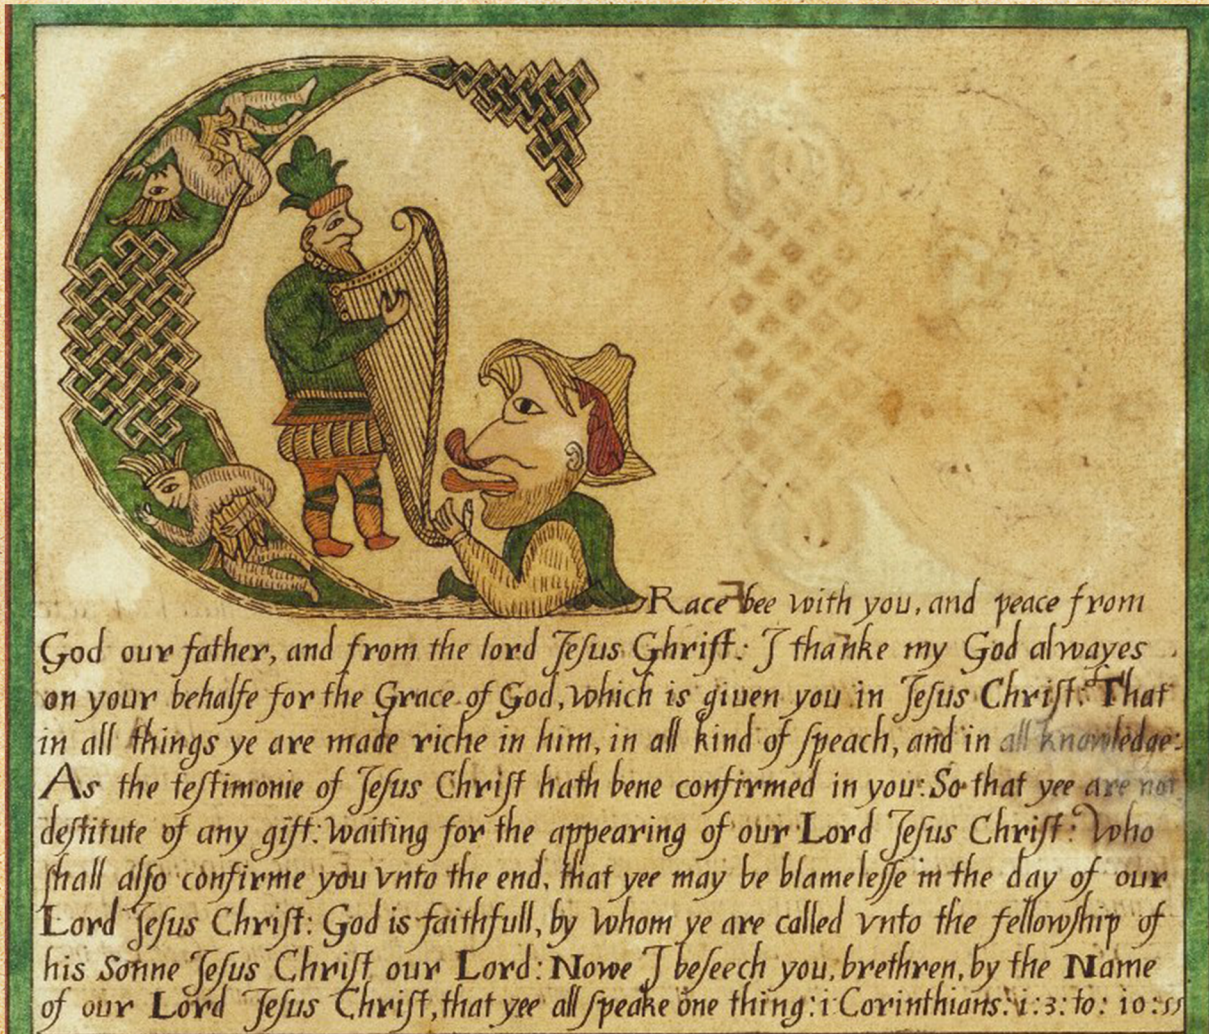 GRace bee with you, and peace from
God our father, and from the lord Jesus Ghrist: I thanke my God alwayes
on your behalfe for the Grace of God, which is giuen you in Jesus Christ: That
in all things ye are made riche in him, in all kind of speach, and in all knowledge:
As the testimonie of Jesus Christ hath bene confirmed in you: So that yee are not
destitute of any gift: waiting for the appearing of our Lord Jesus Christ: Who
shall also confirme you vnto the end, that yee may be blamelesse in the day of our
Lord Jesus Christ: God is faithfull, by whom ye are called vnto the fellowship of
his Sonne Jesus Christ our Lord: Nowe I beseech you, brethren, by the Name
of our Lord Jesus Christ, that yee all speake one thing: i Corinthians: i: 3: to: 10: